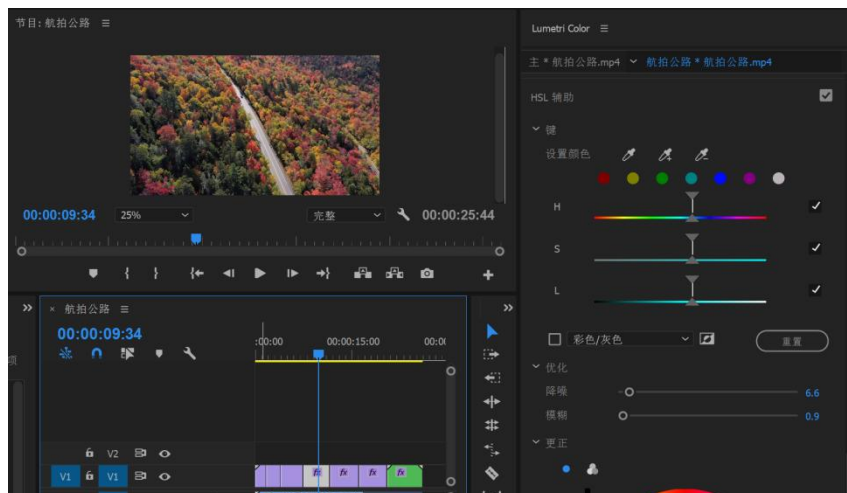 节目: 航拍公路
00:00:09:34
25%
完整
00:00:25:44
Lumetri Color
主 * 航拍公路.mp4
航拍公路 * 航拍公路.mp4
HSL 辅助
键
设置颜色
H
S
L
彩色/灰色
重置
优化
降噪
6.6
模糊
0.9
更正
× 航拍公路
00:00:09:34
:00:00
00:00:15:00
00:0
项
V2
V1
V1
fx
fx
fx
fx